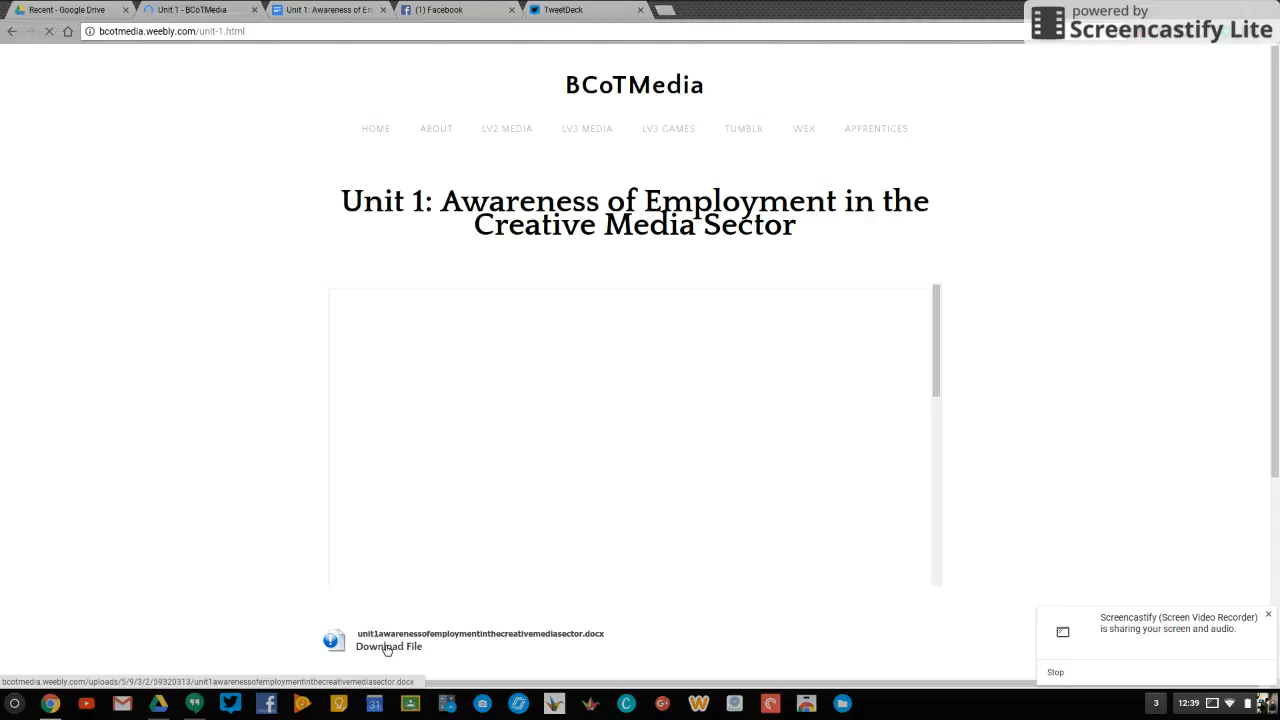 Recent - Google Drive
Unit 1 - BCoTMedia
Unit 1: Awareness of Em
(1) Facebook
TweetDeck
powered by
Screencastify Lite
bcotmedia.weebly.com/unit-1.html
BCoTMedia
HOME ABOUT LV2 MEDIA LV3 MEDIA LV3 GAMES TUMBLR WEX APPRENTICES
Unit 1: Awareness of Employment in the
Creative Media Sector
unit1awarenessofemploymentinthecreativemediasector.docx
Download File
Screencastify (Screen Video Recorder)
is sharing your screen and audio.
Stop
bcotmedia.weebly.com/uploads/5/9/3/2/59320313/unit1awarenessofemploymentinthecreativemediasector.docx
3
12:39